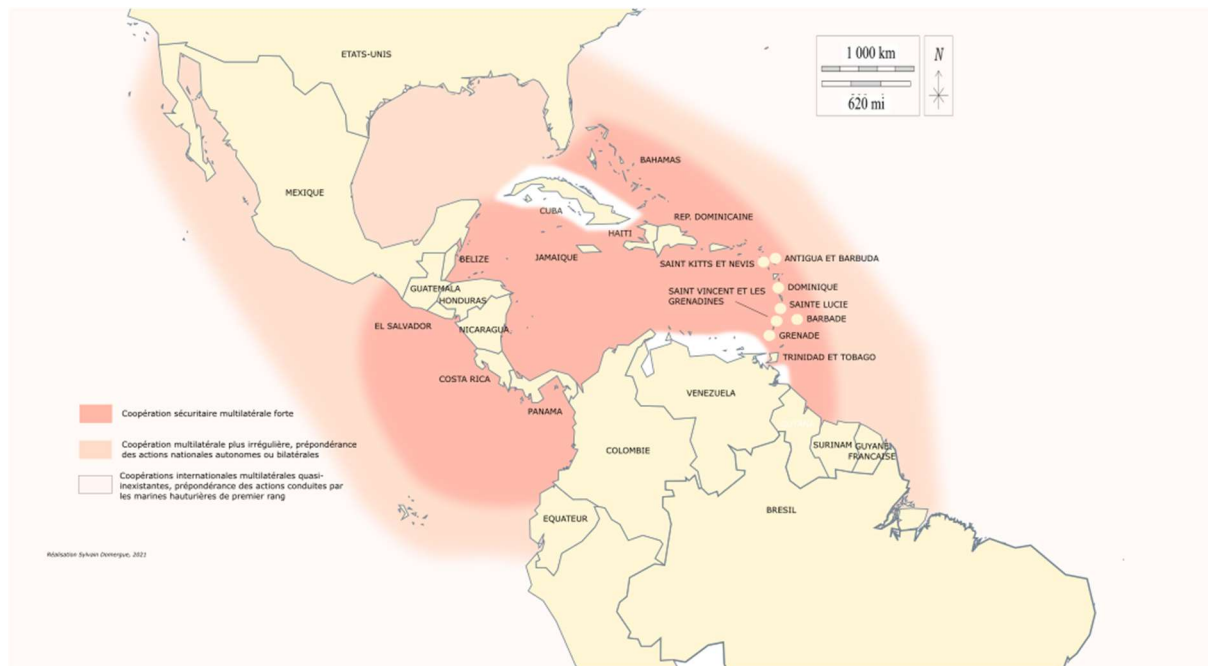 ETATS-UNIS
1 000 km
620 mi
N
MEXIQUE
BAHAMAS
CUBA
REP. DOMINICAINE
HAITI
JAMAIQUE
BELIZE
SAINT KITTS ET NEVIS
ANTIGUA ET BARBUDA
GUATEMALA
HONDURAS
DOMINIQUE
SAINT VINCENT ET LES
GRENADINES
SAINTE LUCIE
BARBADE
EL SALVADOR
NICARAGUA
GRENADE
TRINIDAD ET TOBAGO
COSTA RICA
PANAMA
VENEZUELA
COLOMBIE
SURINAM
GUYANE
FRANCAISE
EQUATEUR
BRESIL
Coopération sécuritaire multilatérale forte
Coopération multilatérale plus irrégulière, prépondérance
des actions nationales autonomes ou bilatérales
Coopérations internationales multilatérales quasi-
inexistantes, prépondérance des actions conduites par
les marines hauturières de premier rang
Réalisation Sylvain Domergue, 2021